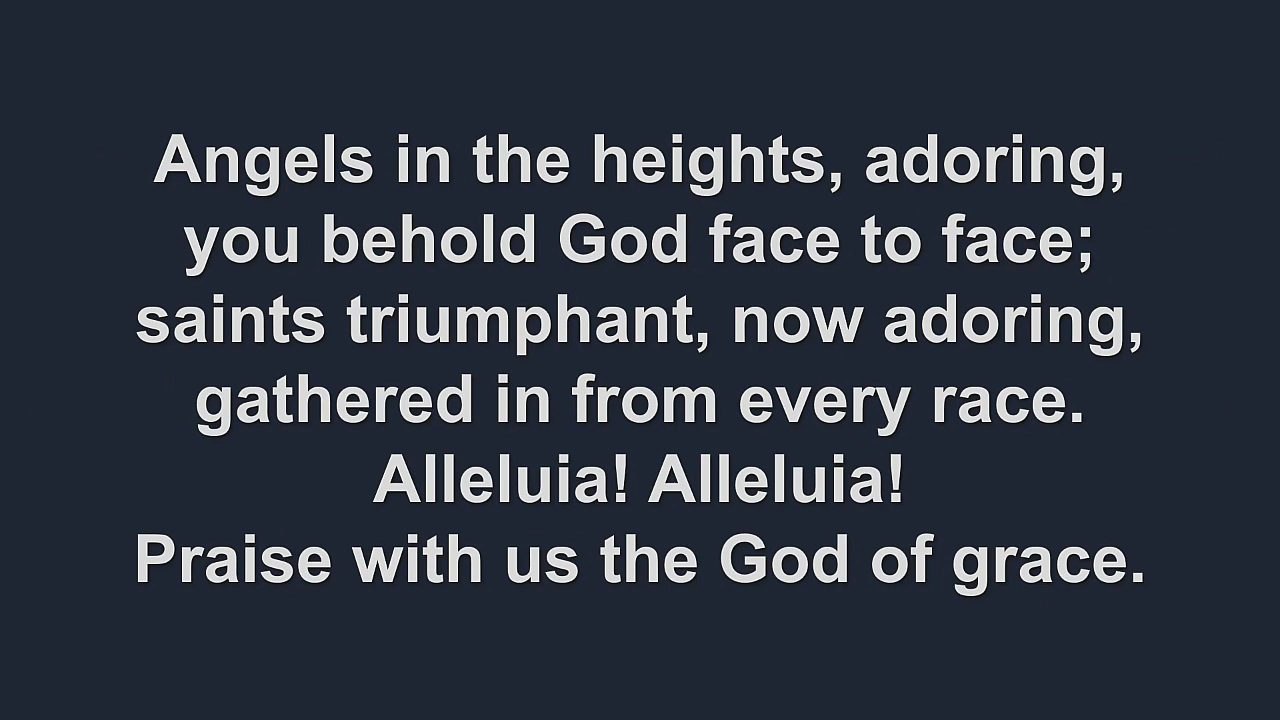 Angels in the heights, adoring,
you behold God face to face;
saints triumphant, now adoring,
gathered in from every race.
Alleluia! Alleluia!
Praise with us the God of grace.